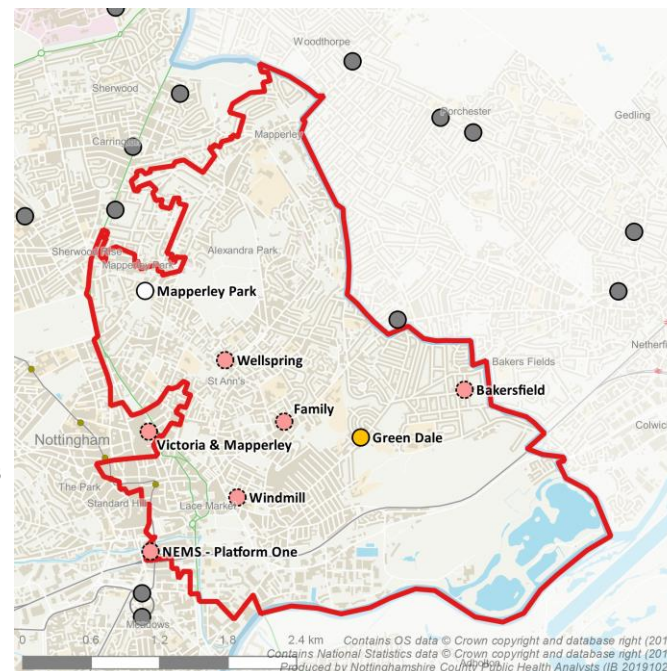 Woodthorpe
Sherwood
Porchester
Gedling
Mapperley
Carrington
Alexandra Park
Sherwood Rise
Mapperley Park
Mapperley Park
Wellspring
Bakers Fields
Netherfi
St Ann's
Bakersfield
Family
Colwic
Nottingham
Victoria & Mapperley
Green Dale
The Park
Standard Hill
Lace Market
Windmill
NEMS - Platform One
Meadows
0 0.6 1.2 1.8 2.4 km
Contains OS data © Crown copyright and database right (201
Contains National Statistics data © Crown copyright and database right (201
Adbolton
Produced by Nottinghamshire County Public Health Analysts (IB 201910